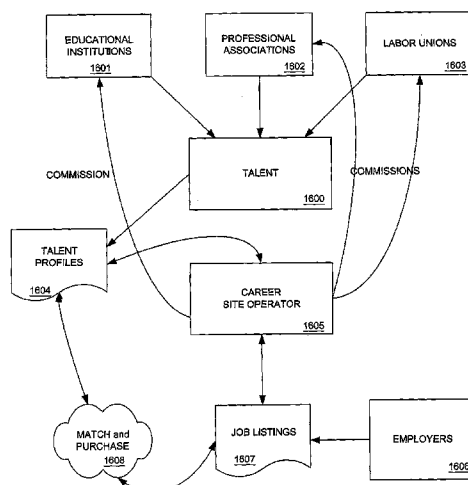 EDUCATIONAL
INSTITUTIONS
1601
PROFESSIONAL
ASSOCIATIONS
1602
LABOR UNIONS
1603
COMMISSION
TALENT
1600
COMMISSIONS
TALENT
PROFILES
1604
CAREER
SITE OPERATOR
1605
MATCH and
PURCHASE
1608
JOB LISTINGS
1607
EMPLOYERS
1606